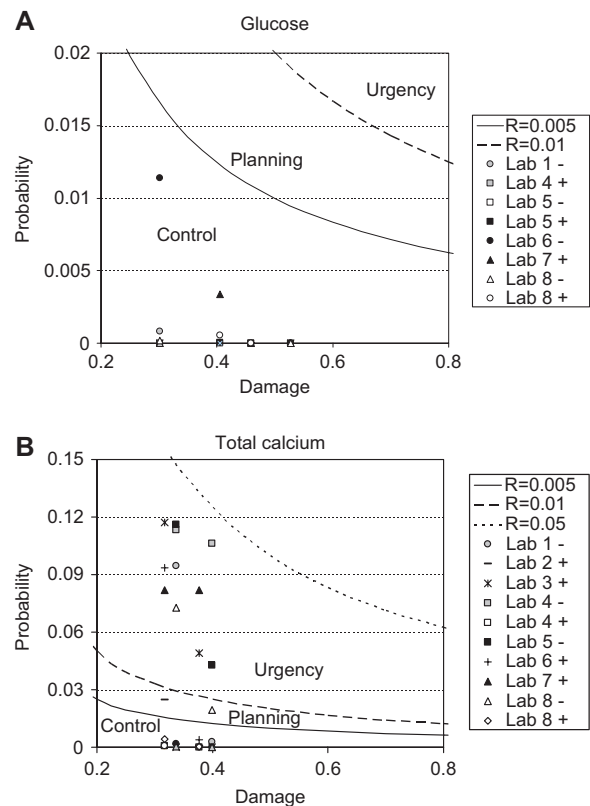 A
Glucose
0.02
0.015
0.01
0.005
0
Probability
Urgency
Planning
Control
0.2
0.4
0.6
0.8
Damage
R=0.005
R=0.01
Lab 1 -
Lab 4 +
Lab 5 -
Lab 5 +
Lab 6 -
Lab 7 +
Lab 8 -
Lab 8 +
B
Total calcium
0.15
0.12
0.09
0.06
0.03
0
Probability
Urgency
Planning
Control
0.2
0.4
0.6
0.8
Damage
R=0.005
R=0.01
R=0.05
Lab 1 -
Lab 2 +
Lab 3 +
Lab 4 -
Lab 4 +
Lab 5 -
Lab 6 +
Lab 7 +
Lab 8 -
Lab 8 +